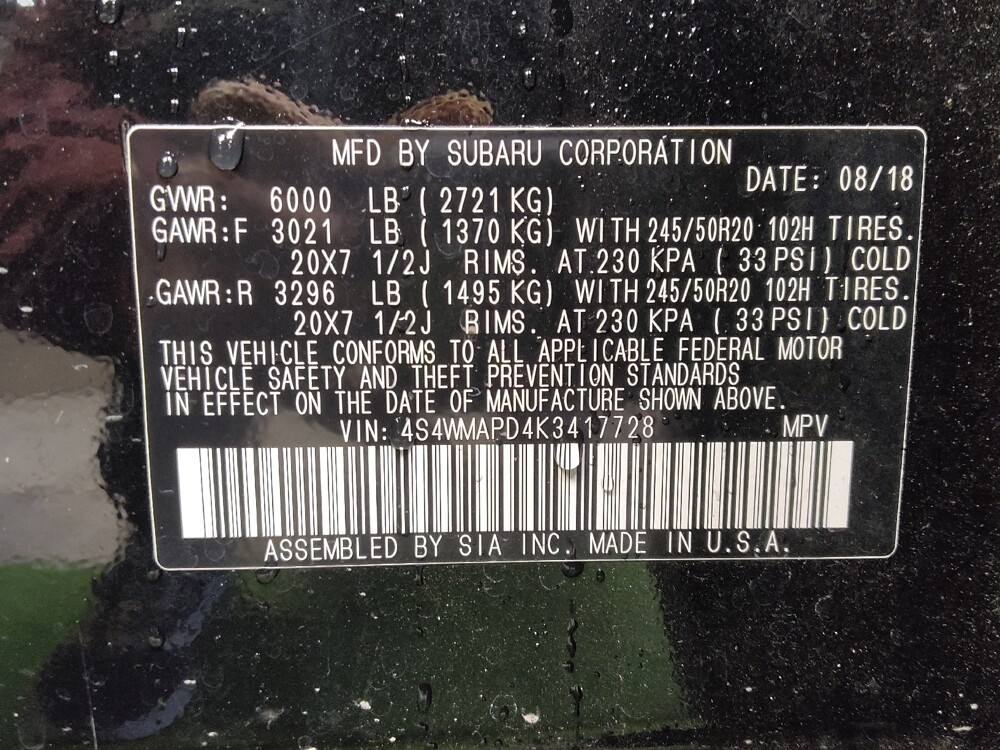 MFD BY SUBARU CORPORATION
DATE: 08/18
GVWR: 6000 LB (2721 KG)
GAWR:F 3021 LB (1370 KG) WITH 245/50R20 102H TIRES.
20X7 1/2J RIMS. AT 230 KPA (33 PSI) COLD
GAWR:R 3296 LB (1495 KG) WITH 245/50R20 102H TIRES.
20X7 1/2J RIMS. AT 230 KPA (33 PSI) COLD
THIS VEHICLE CONFORMS TO ALL APPLICABLE FEDERAL MOTOR
VEHICLE SAFETY AND THEFT PREVENTION STANDARDS
IN EFFECT ON THE DATE OF MANUFACTURE SHOWN ABOVE.
VIN: 4S4WMAPD4K3417728 MPV
ASSEMBLED BY SIA INC. MADE IN U.S.A.